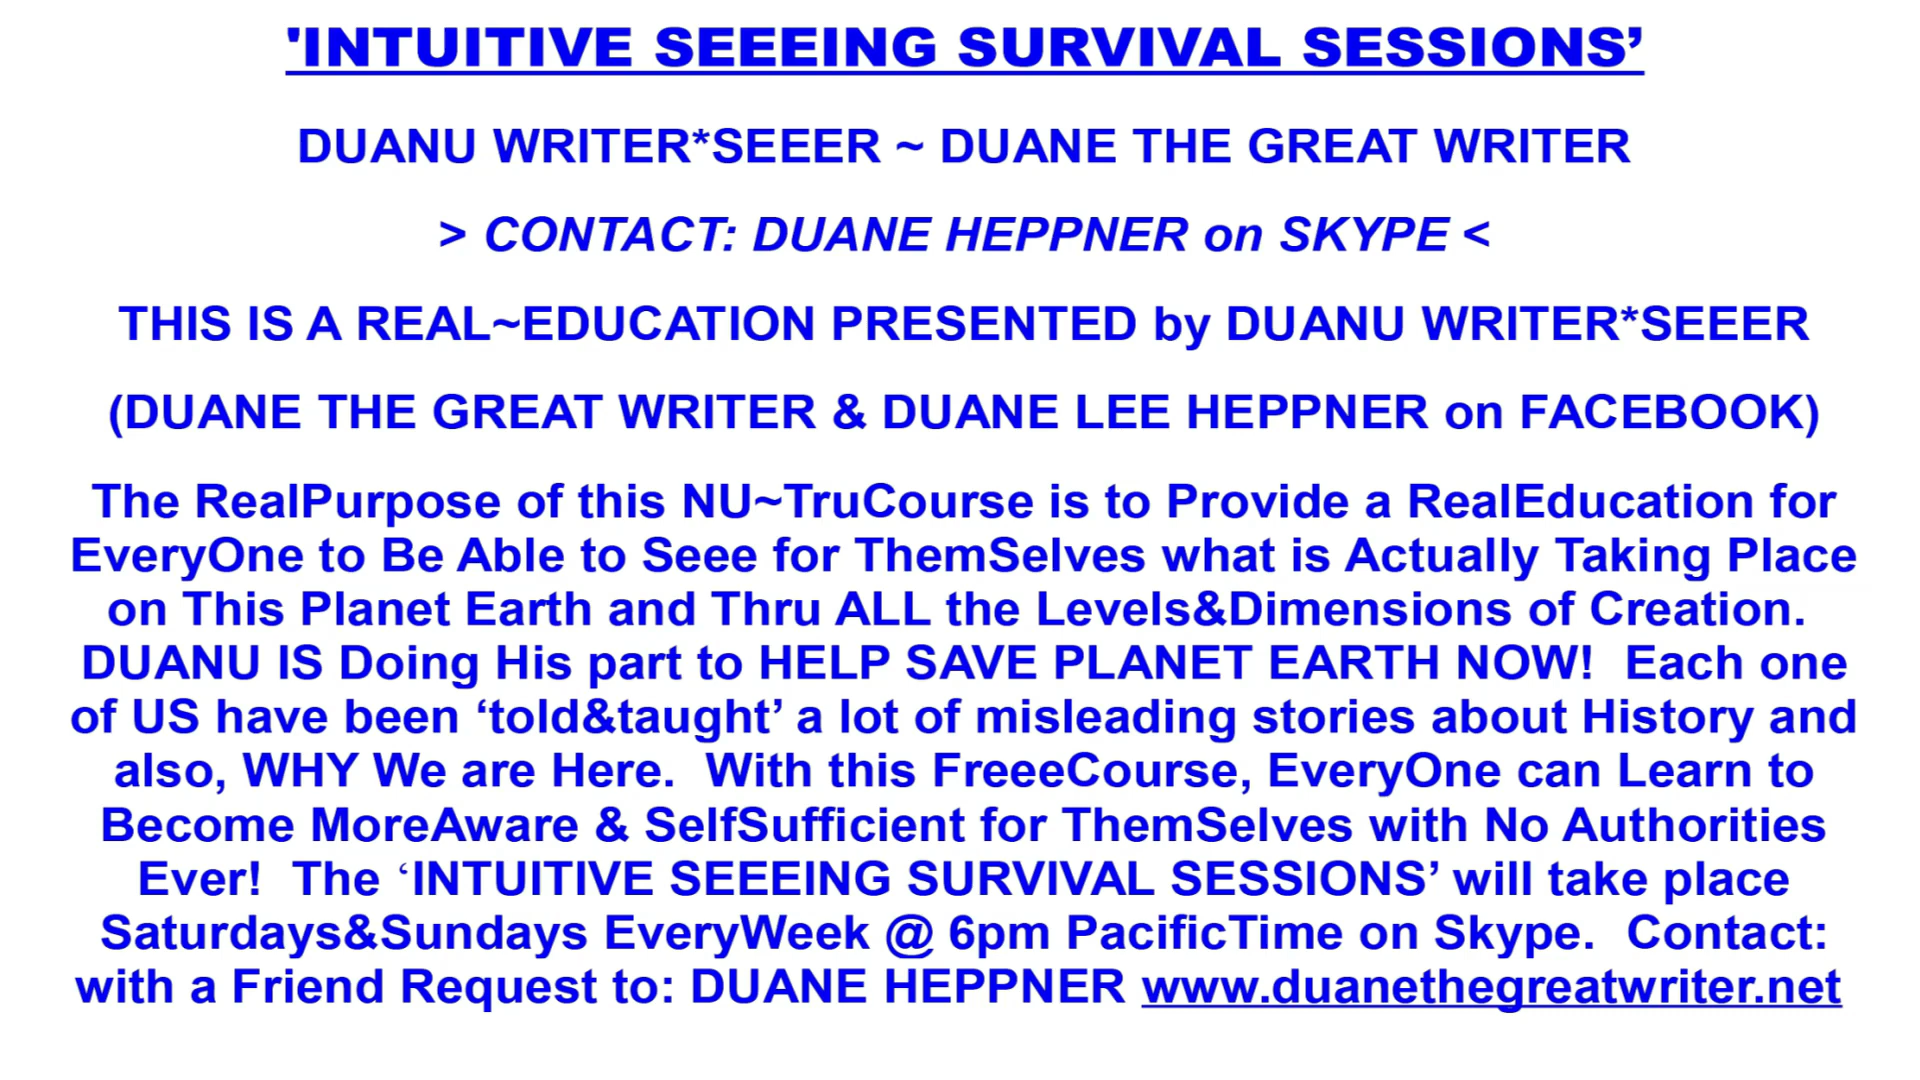 'INTUITIVE SEEEING SURVIVAL SESSIONS’
DUANU WRITER*SEEER ~ DUANE THE GREAT WRITER
> CONTACT: DUANE HEPPNER on SKYPE <
THIS IS A REAL~EDUCATION PRESENTED by DUANU WRITER*SEEER
(DUANE THE GREAT WRITER & DUANE LEE HEPPNER on FACEBOOK)
The RealPurpose of this NU~TruCourse is to Provide a RealEducation for
EveryOne to Be Able to Seee for ThemSelves what is Actually Taking Place
on This Planet Earth and Thru ALL the Levels&Dimensions of Creation.
DUANU IS Doing His part to HELP SAVE PLANET EARTH NOW!  Each one
of US have been ‘told&taught’ a lot of misleading stories about History and
also, WHY We are Here.  With this FreeeCourse, EveryOne can Learn to
Become MoreAware & SelfSufficient for ThemSelves with No Authorities
Ever!  The ‘INTUITIVE SEEEING SURVIVAL SESSIONS’ will take place
Saturdays&Sundays EveryWeek @ 6pm PacificTime on Skype.  Contact:
with a Friend Request to: DUANE HEPPNER www.duanethegreatwriter.net